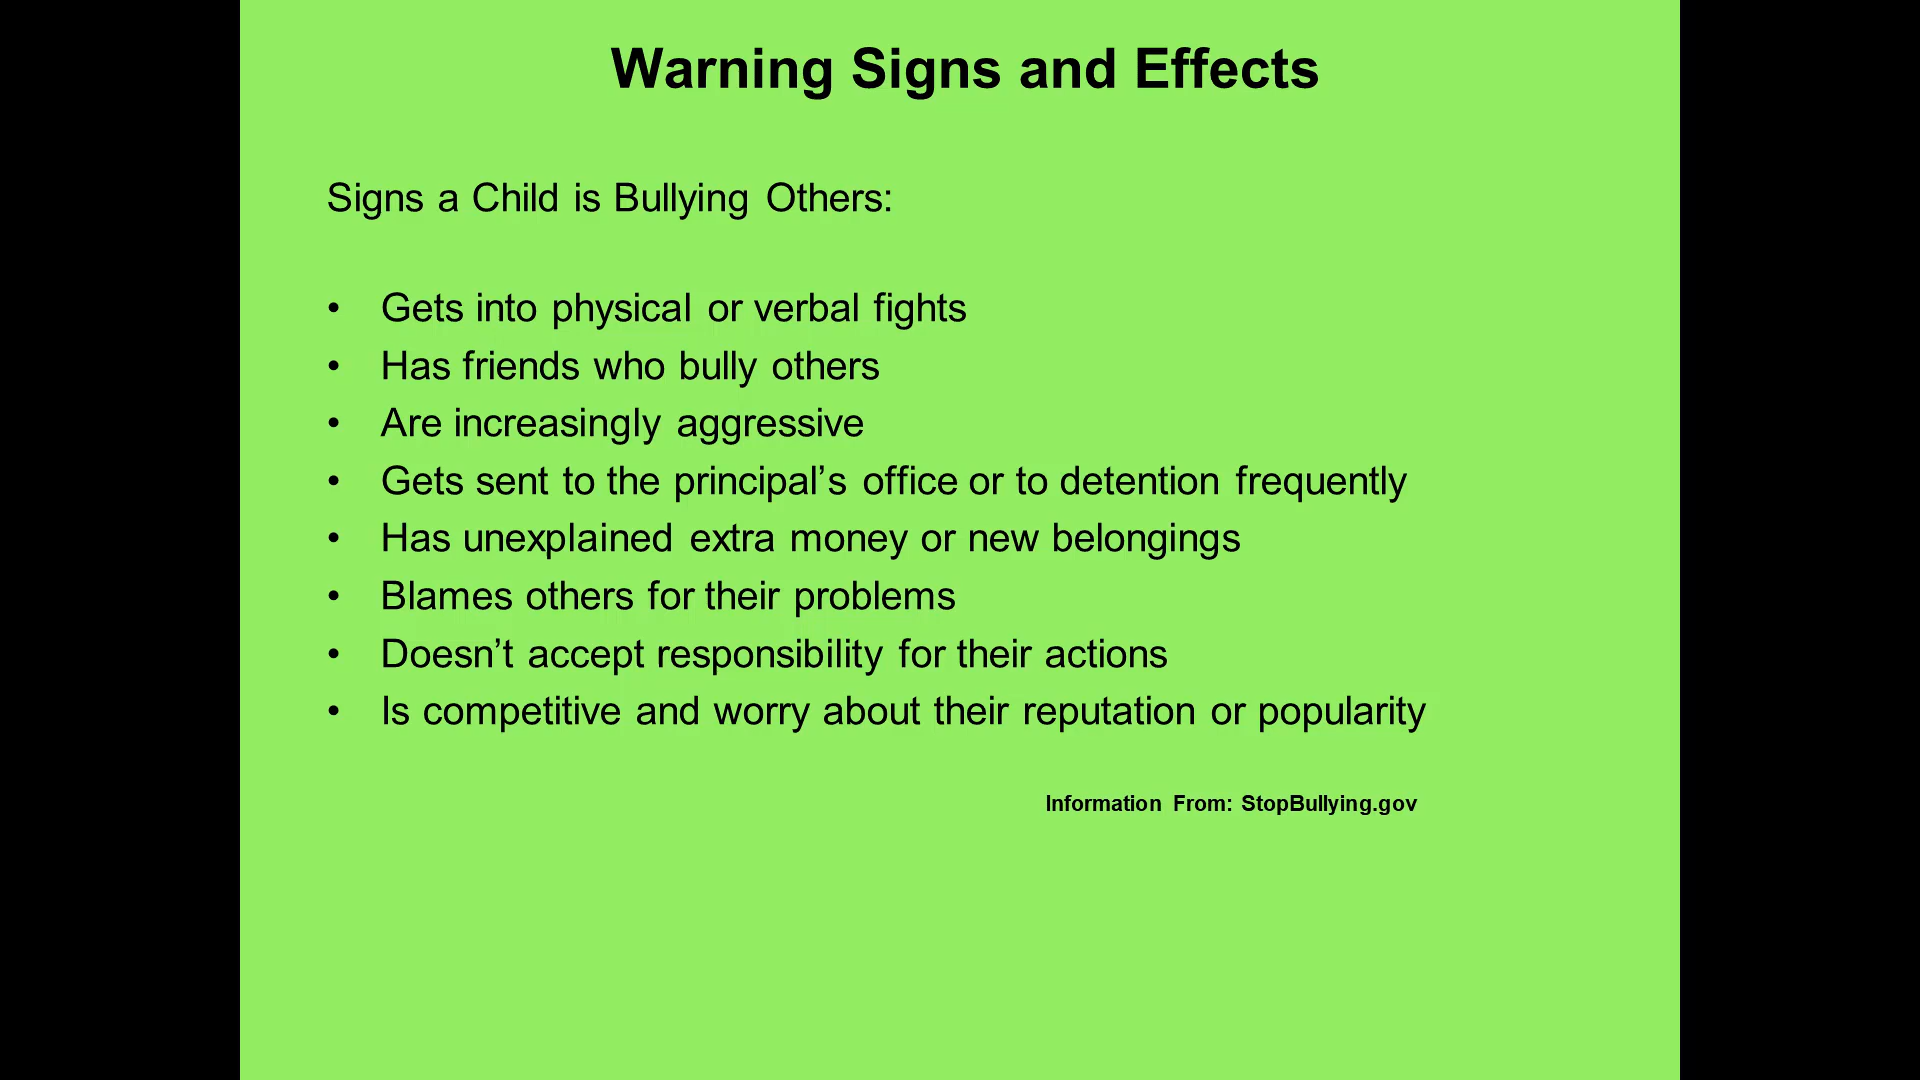 Warning Signs and Effects
Signs a Child is Bullying Others:
• Gets into physical or verbal fights
• Has friends who bully others
• Are increasingly aggressive
• Gets sent to the principal’s office or to detention frequently
• Has unexplained extra money or new belongings
• Blames others for their problems
• Doesn’t accept responsibility for their actions
• Is competitive and worry about their reputation or popularity
Information From: StopBullying.gov